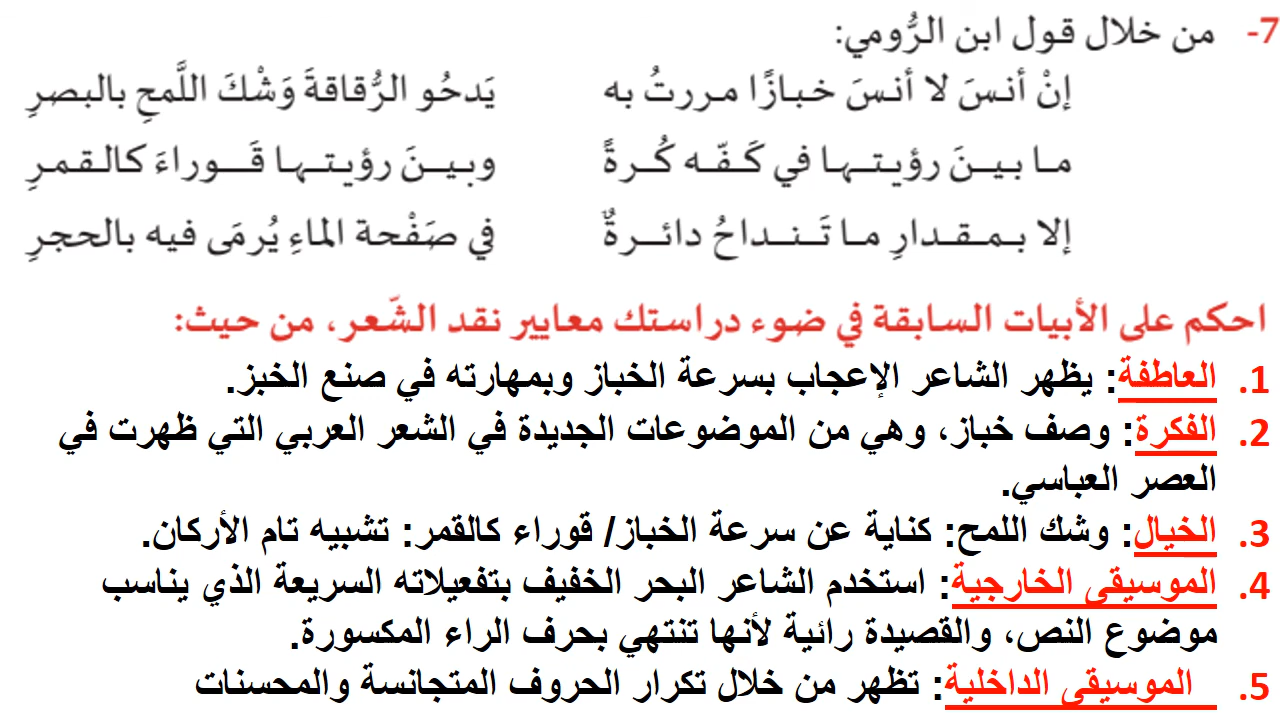 7- من خلال قول ابن الرُّومي:
إنْ أنسَ لا أنسَ خبازًا مررتُ به يَدحُو الرُّقاقةَ وَشْكَ اللَّمحِ بالبصرِ
ما بينَ رؤيتها في كَفّه كُرةً وبينَ رؤيتها قَوراءَ كالقمرِ
إلا بمقدارِ ما تَنداحُ دائرةٌ في صَفْحة الماءِ يُرمَى فيه بالحجرِ
احكم على الأبيات السابقة في ضوء دراستك معايير نقد الشّعر، من حيث:
1. العاطفة: يظهر الشاعر الإعجاب بسرعة الخباز وبمهارته في صنع الخبز.
2. الفكرة: وصف خباز، وهي من الموضوعات الجديدة في الشعر العربي التي ظهرت في
العصر العباسي.
3. الخيال: وشك اللمح: كناية عن سرعة الخباز/ قوراء كالقمر: تشبيه تام الأركان.
4. الموسيقى الخارجية: استخدم الشاعر البحر الخفيف بتفعيلاته السريعة الذي يناسب
موضوع النص، والقصيدة رائية لأنها تنتهي بحرف الراء المكسورة.
5. الموسيقى الداخلية: تظهر من خلال تكرار الحروف المتجانسة والمحسنات